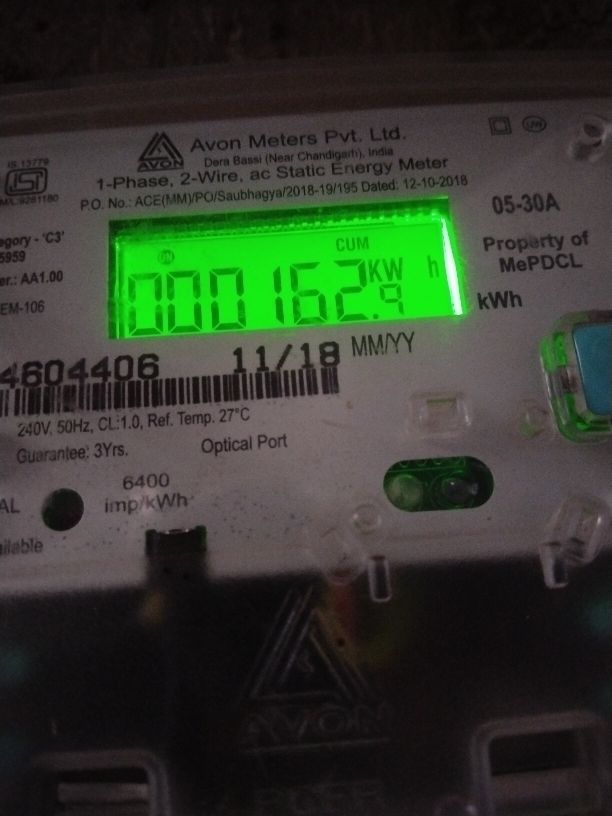 Avon Meters Pvt. Ltd.
AVON
Dera Bassi (Near Chandigarh), India
IS 13779
1-Phase, 2-Wire, ac Static Energy Meter
P.O. No.: ACE(MM)/PO/Saubhagya/2018-19/195 Dated: 12-10-2018
05-30A
egory - 'C3'
5959
er.: AA1.00
EM-106
CUM
000162.9 KW h
Property of
MePDCL
kWh
4604406 11/18 MM/YY
240V, 50Hz, CL:1.0, Ref. Temp. 27°C
Guarantee: 3Yrs.
Optical Port
6400
imp/kWh
AL
ailable
AVON